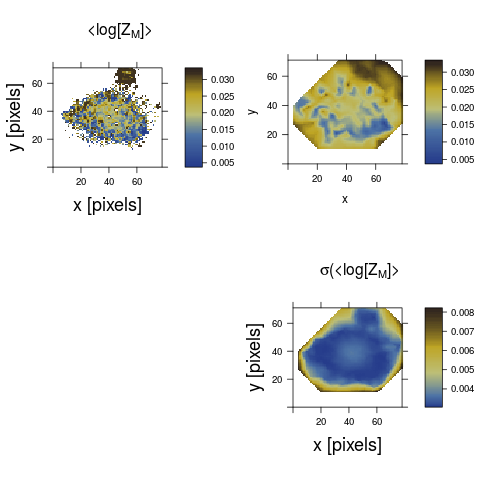 <log[Z_M]>
60
40
20
20 40 60
x [pixels]
y [pixels]
0.030
0.025
0.020
0.015
0.010
0.005
60
40
20
20 40 60
x
y
0.030
0.025
0.020
0.015
0.010
0.005
σ(<log[Z_M]>
60
40
20
20 40 60
x [pixels]
y [pixels]
0.008
0.007
0.006
0.005
0.004